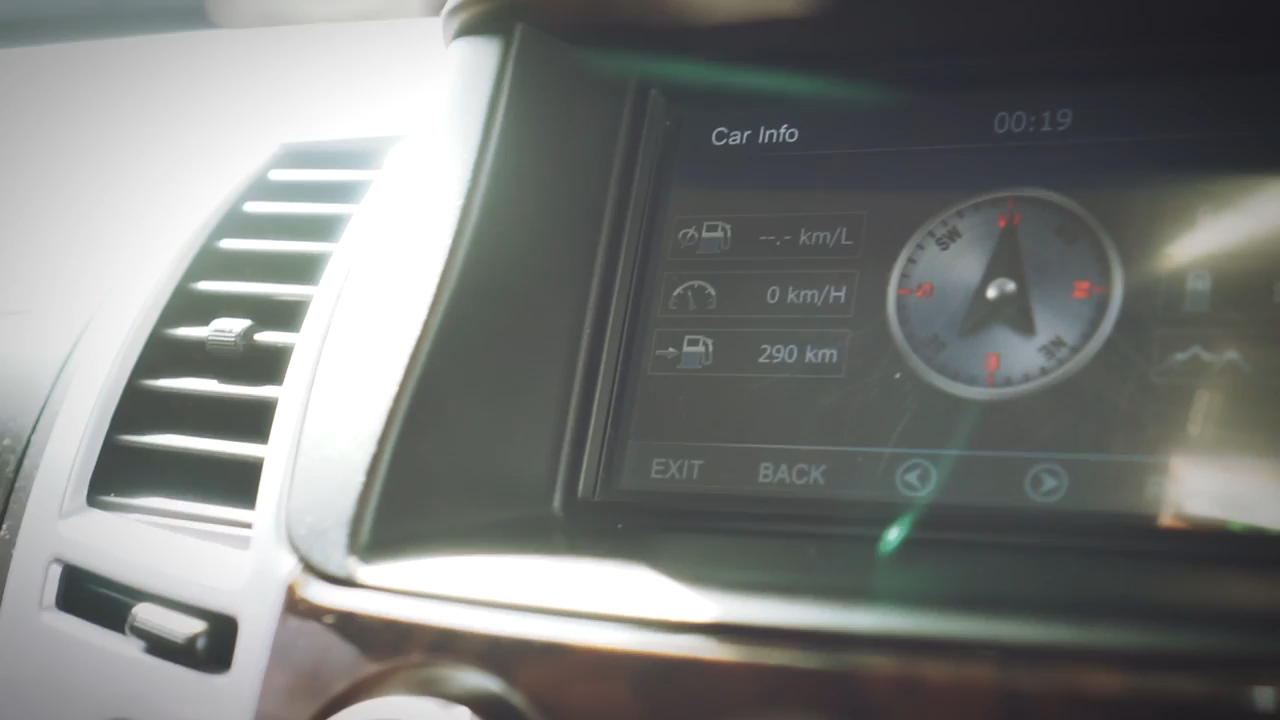 Car Info
00:19
--.- km/L
0 km/H
290 km
SW
W
S
N
NE
E
EXIT
BACK